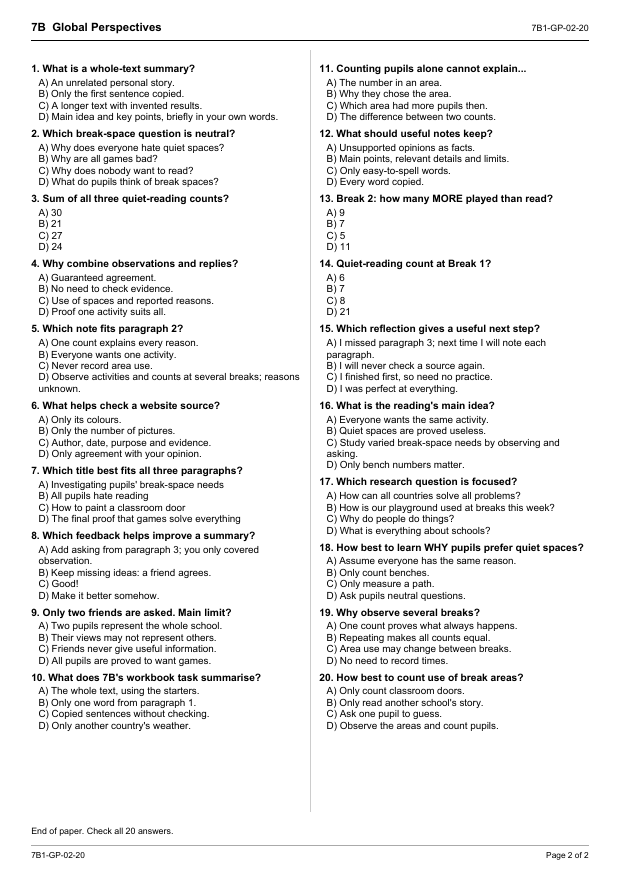 7B Global Perspectives
7B1-GP-02-20
1. What is a whole-text summary?
A) An unrelated personal story.
B) Only the first sentence copied.
C) A longer text with invented results.
D) Main idea and key points, briefly in your own words.
2. Which break-space question is neutral?
A) Why does everyone hate quiet spaces?
B) Why are all games bad?
C) Why does nobody want to read?
D) What do pupils think of break spaces?
3. Sum of all three quiet-reading counts?
A) 30
B) 21
C) 27
D) 24
4. Why combine observations and replies?
A) Guaranteed agreement.
B) No need to check evidence.
C) Use of spaces and reported reasons.
D) Proof one activity suits all.
5. Which note fits paragraph 2?
A) One count explains every reason.
B) Everyone wants one activity.
C) Never record area use.
D) Observe activities and counts at several breaks; reasons
unknown.
6. What helps check a website source?
A) Only its colours.
B) Only the number of pictures.
C) Author, date, purpose and evidence.
D) Only agreement with your opinion.
7. Which title best fits all three paragraphs?
A) Investigating pupils' break-space needs
B) All pupils hate reading
C) How to paint a classroom door
D) The final proof that games solve everything
8. Which feedback helps improve a summary?
A) Add asking from paragraph 3; you only covered
observation.
B) Keep missing ideas: a friend agrees.
C) Good!
D) Make it better somehow.
9. Only two friends are asked. Main limit?
A) Two pupils represent the whole school.
B) Their views may not represent others.
C) Friends never give useful information.
D) All pupils are proved to want games.
10. What does 7B's workbook task summarise?
A) The whole text, using the starters.
B) Only one word from paragraph 1.
C) Copied sentences without checking.
D) Only another country's weather.
11. Counting pupils alone cannot explain...
A) The number in an area.
B) Why they chose the area.
C) Which area had more pupils then.
D) The difference between two counts.
12. What should useful notes keep?
A) Unsupported opinions as facts.
B) Main points, relevant details and limits.
C) Only easy-to-spell words.
D) Every word copied.
13. Break 2: how many MORE played than read?
A) 9
B) 7
C) 5
D) 11
14. Quiet-reading count at Break 1?
A) 6
B) 7
C) 8
D) 21
15. Which reflection gives a useful next step?
A) I missed paragraph 3; next time I will note each
paragraph.
B) I will never check a source again.
C) I finished first, so need no practice.
D) I was perfect at everything.
16. What is the reading's main idea?
A) Everyone wants the same activity.
B) Quiet spaces are proved useless.
C) Study varied break-space needs by observing and
asking.
D) Only bench numbers matter.
17. Which research question is focused?
A) How can all countries solve all problems?
B) How is our playground used at breaks this week?
C) Why do people do things?
D) What is everything about schools?
18. How best to learn WHY pupils prefer quiet spaces?
A) Assume everyone has the same reason.
B) Only count benches.
C) Only measure a path.
D) Ask pupils neutral questions.
19. Why observe several breaks?
A) One count proves what always happens.
B) Repeating makes all counts equal.
C) Area use may change between breaks.
D) No need to record times.
20. How best to count use of break areas?
A) Only count classroom doors.
B) Only read another school's story.
C) Ask one pupil to guess.
D) Observe the areas and count pupils.
End of paper. Check all 20 answers.
7B1-GP-02-20
Page 2 of 2